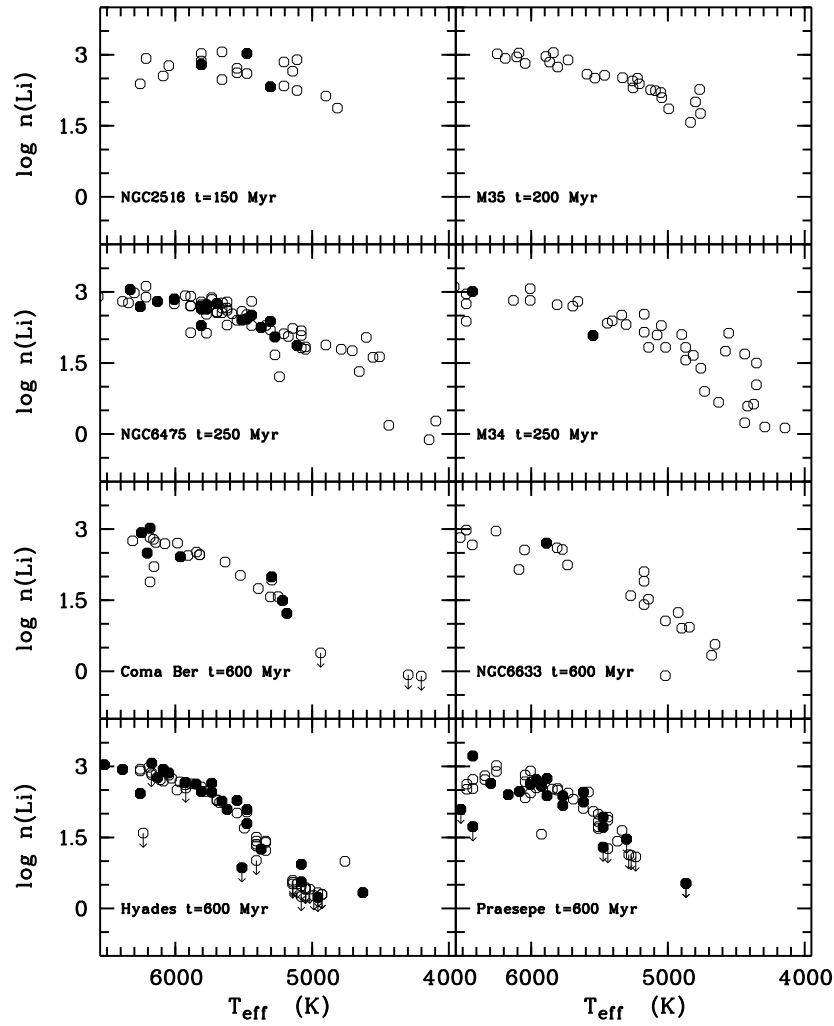 log n(Li)
3
1.5
0
NGC2516 t=150 Myr
M35 t=200 Myr
log n(Li)
3
1.5
0
NGC6475 t=250 Myr
M34 t=250 Myr
log n(Li)
3
1.5
0
Coma Ber t=600 Myr
NGC6633 t=600 Myr
log n(Li)
3
1.5
0
Hyades t=600 Myr
Praesepe t=600 Myr
6000 5000 4000 6000 5000 4000
Teff (K) Teff (K)